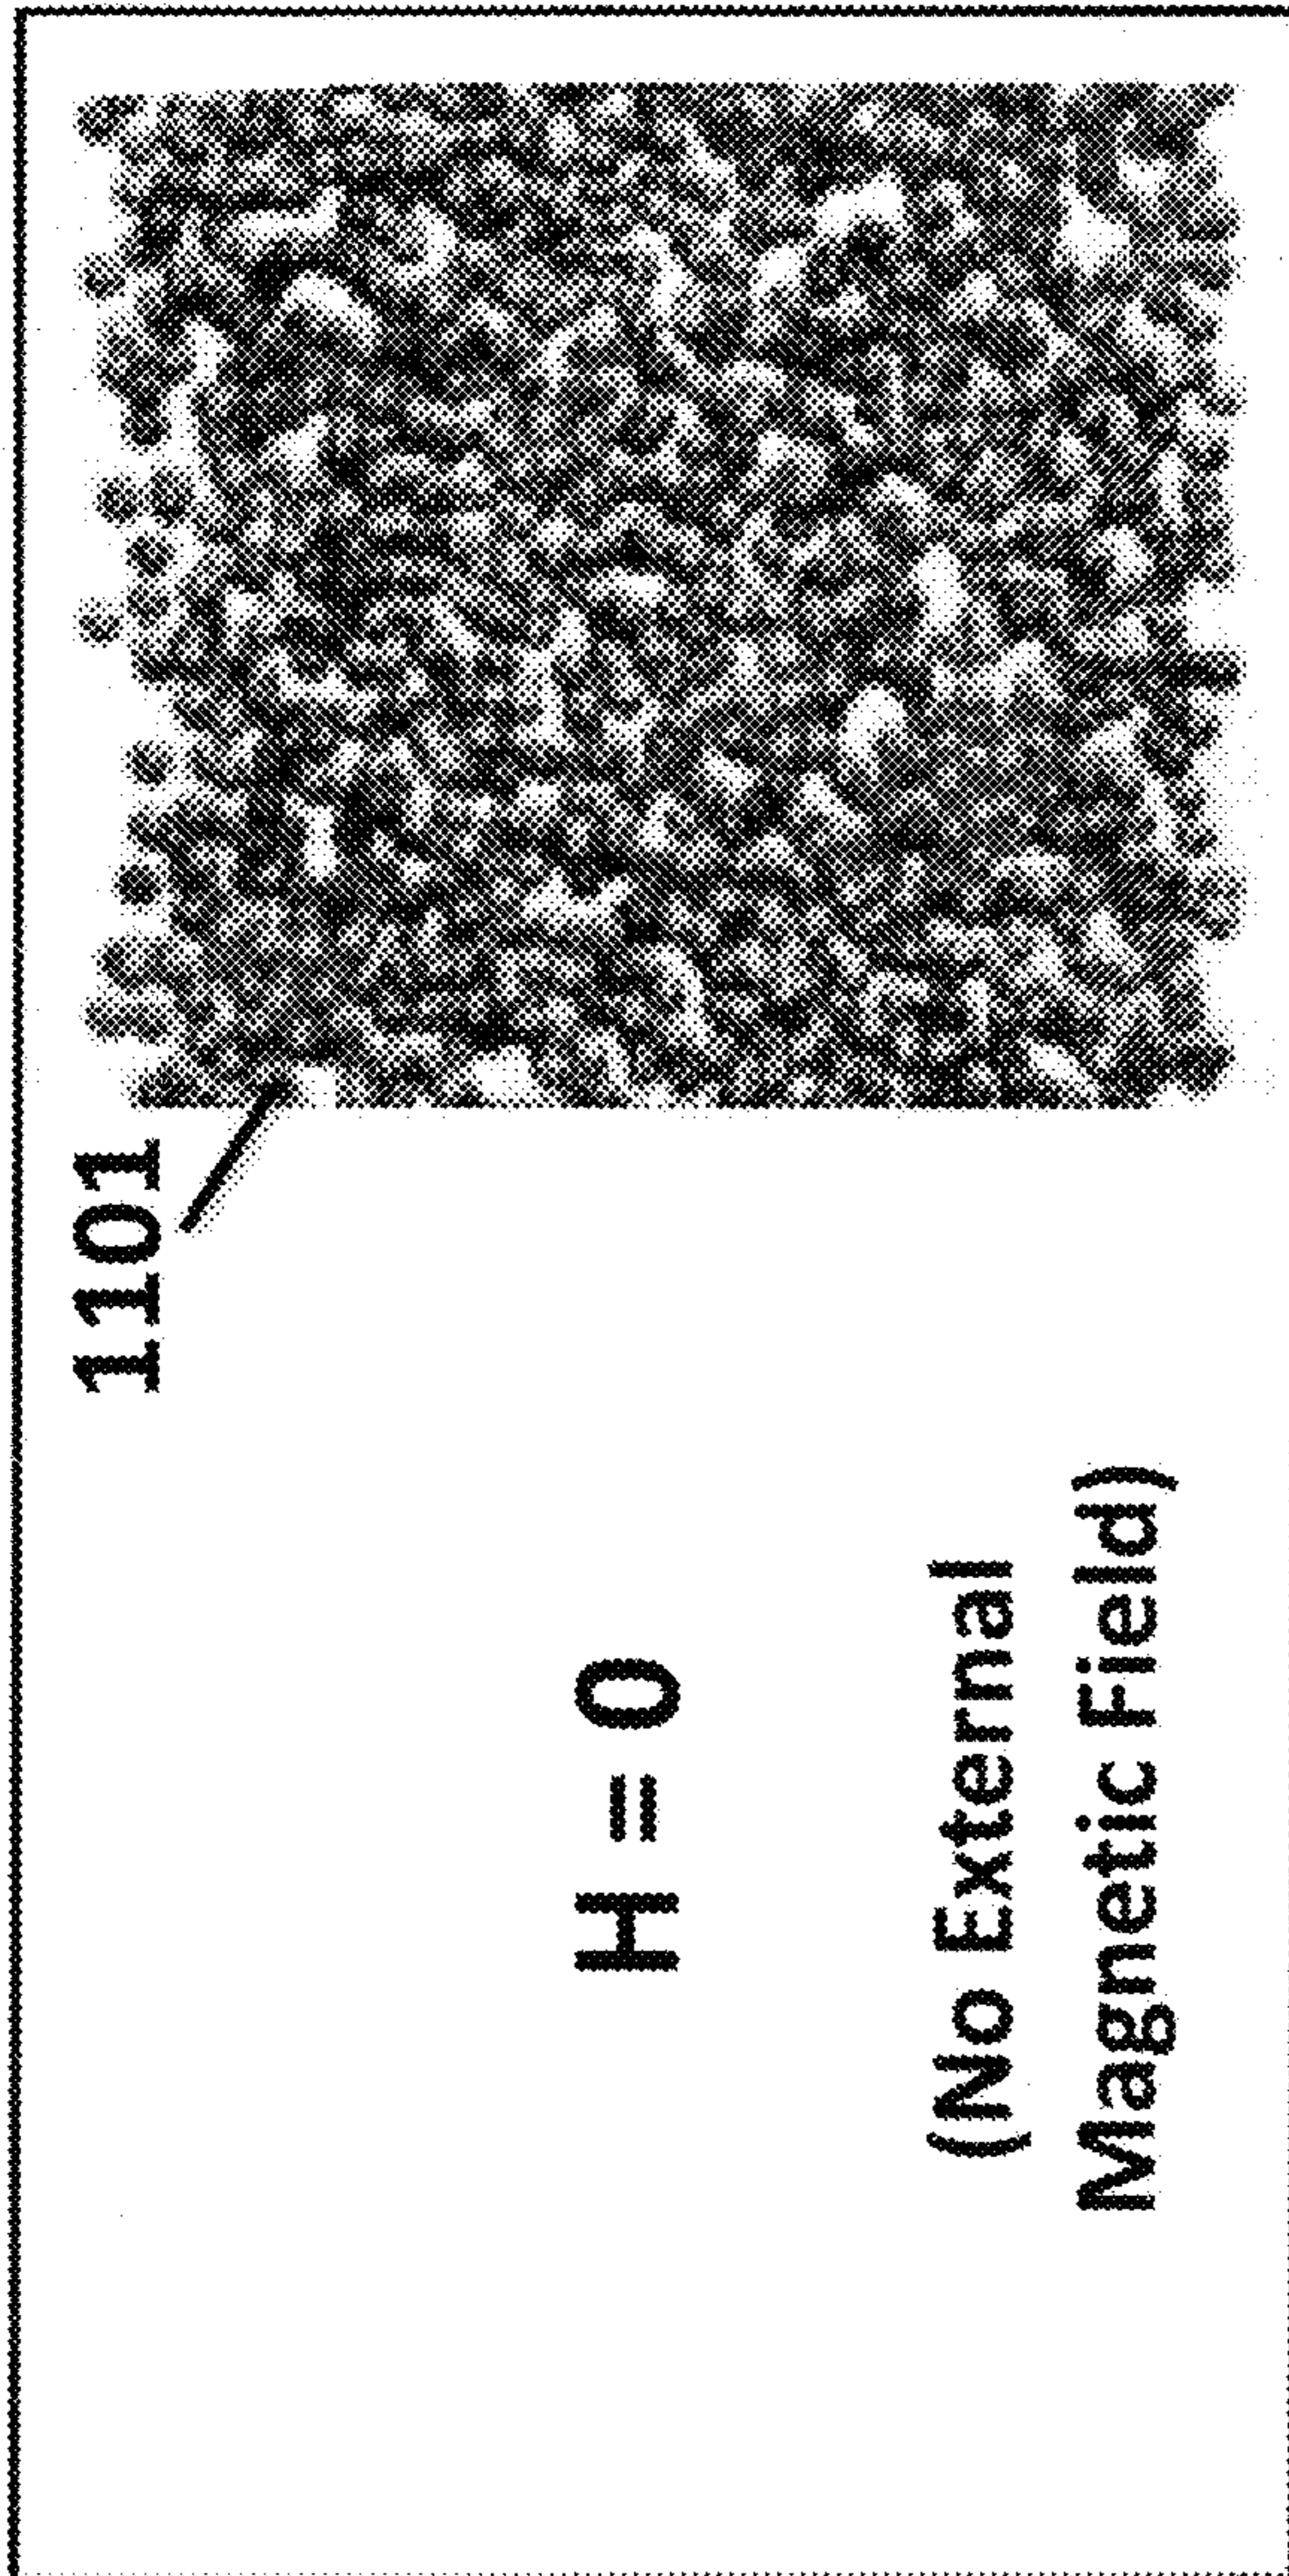 1101
H = 0
(No External
Magnetic Field)